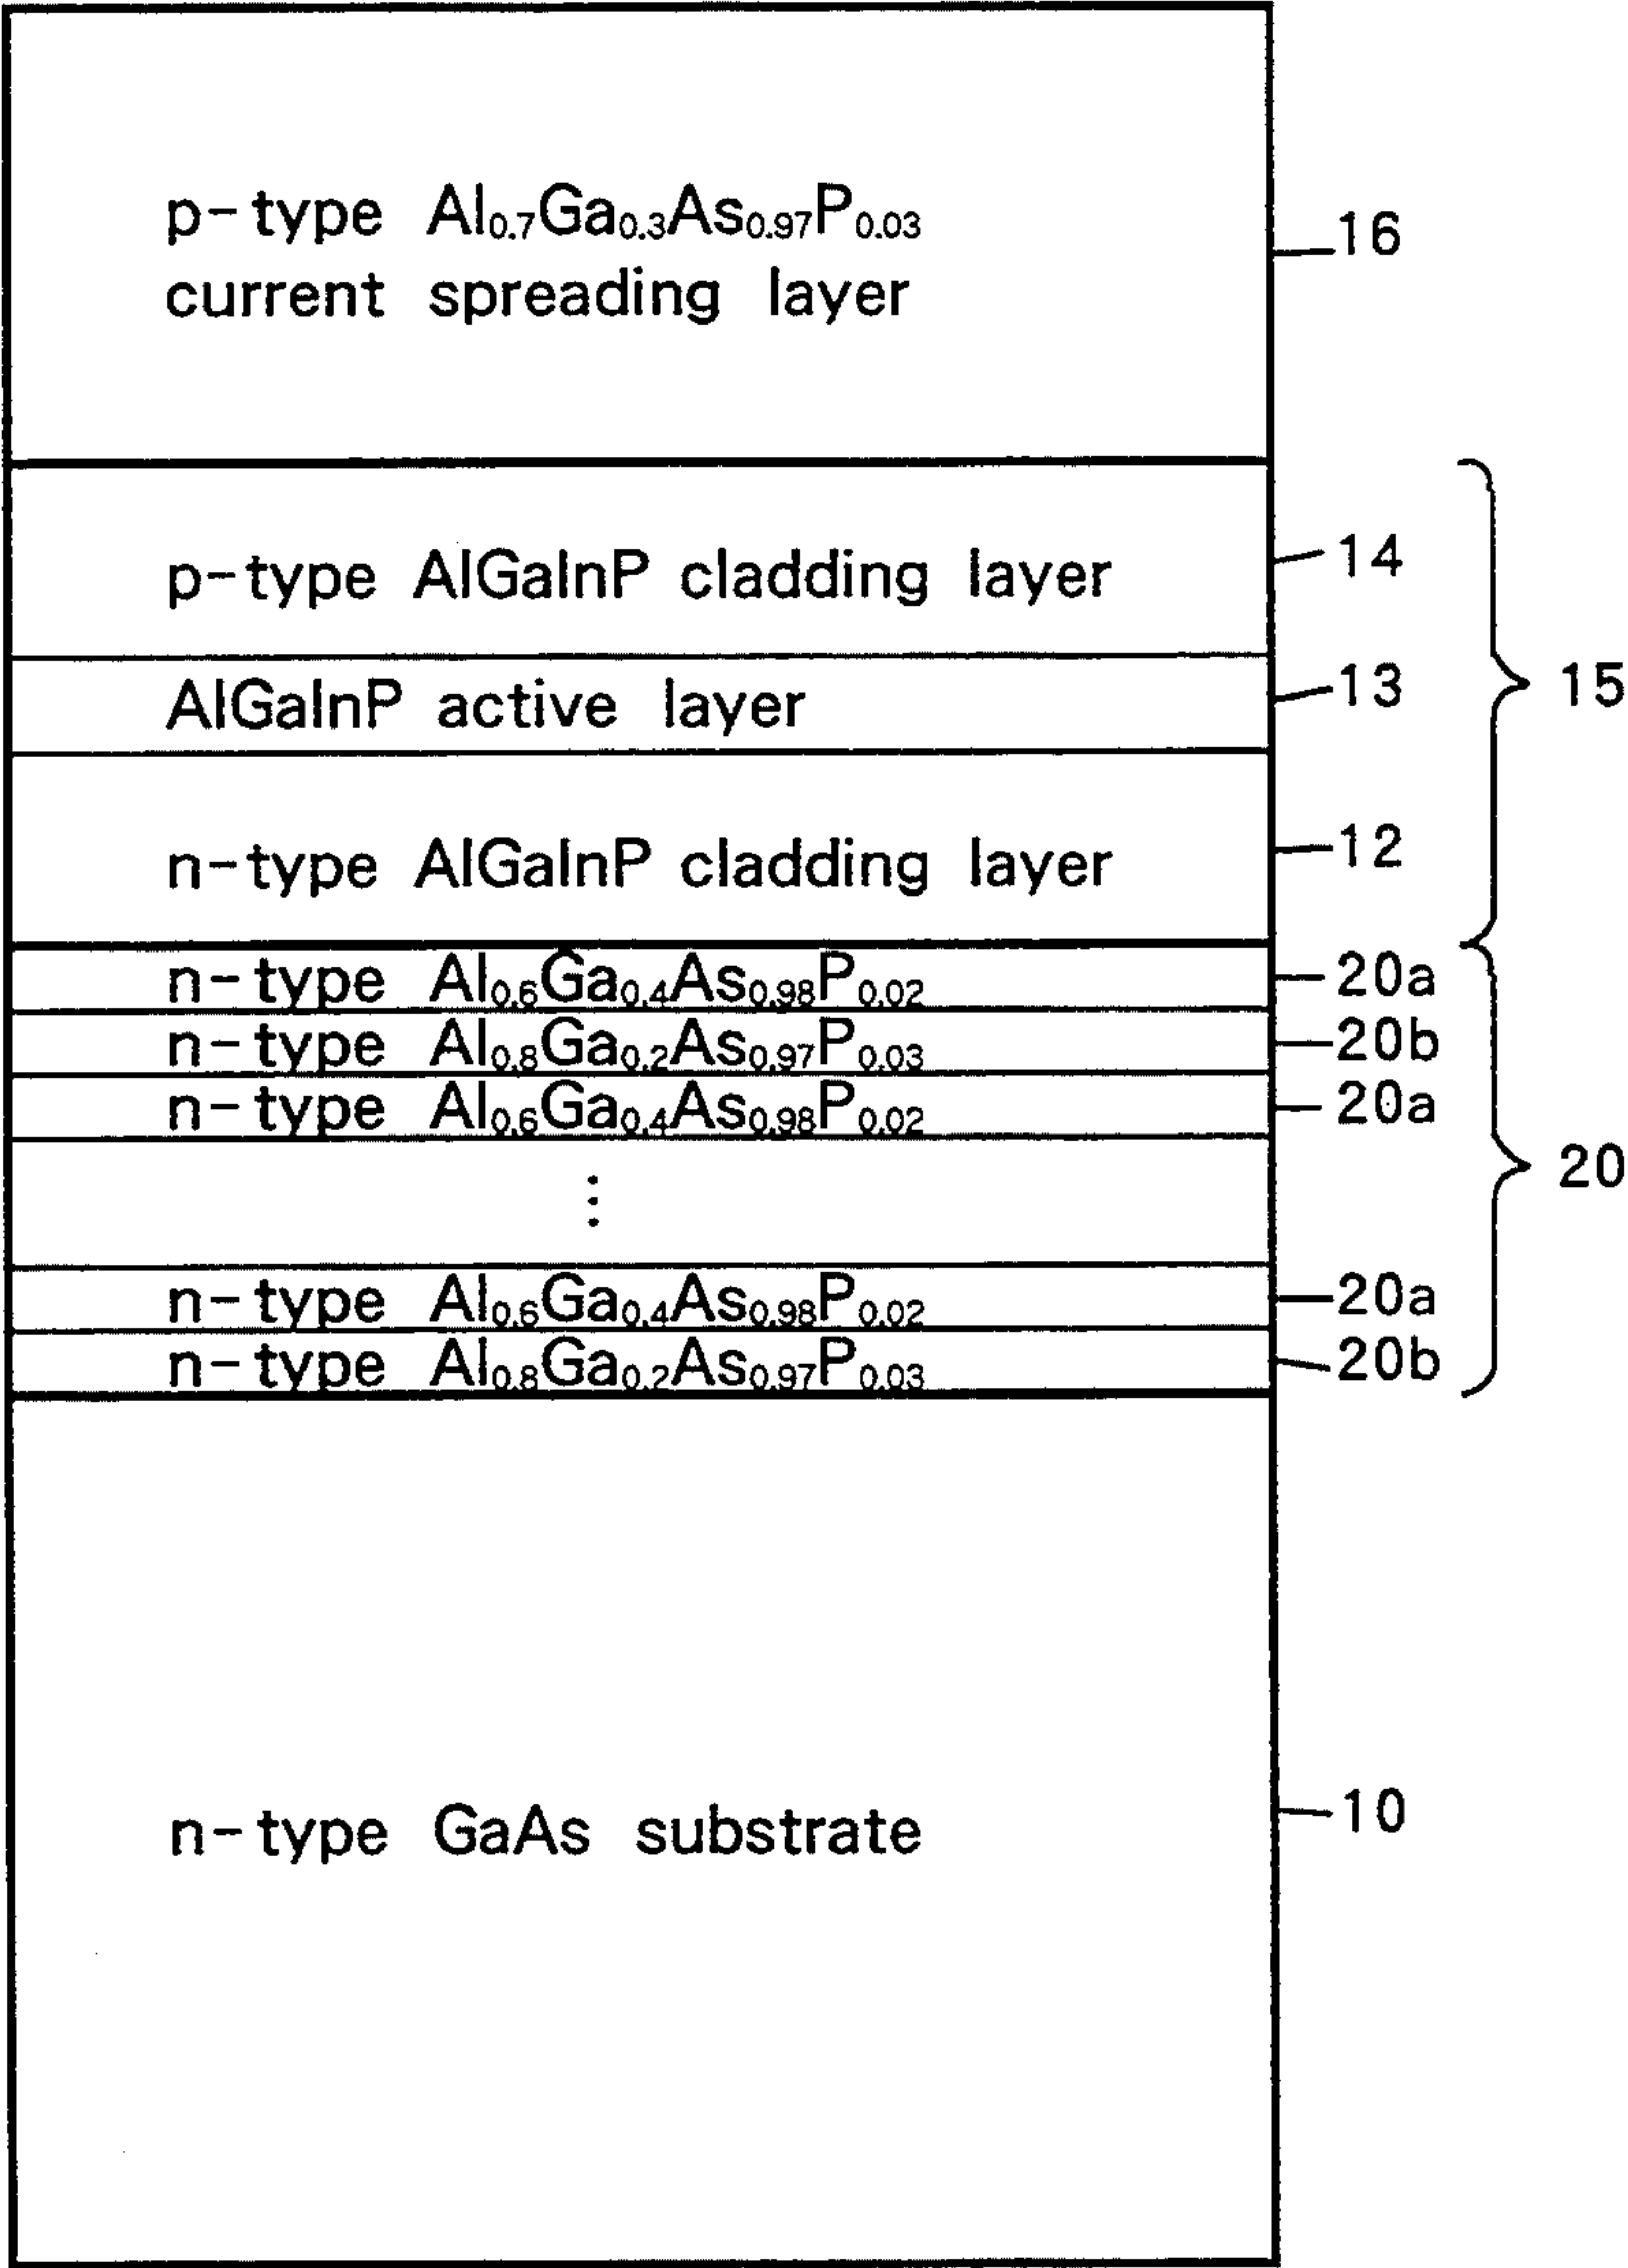 p-type Al0.7Ga0.3As0.97P0.03
current spreading layer
16
p-type AlGaInP cladding layer
14
AlGaInP active layer
13
15
n-type AlGaInP cladding layer
12
n-type Al0.6Ga0.4As0.98P0.02
20a
n-type Al0.8Ga0.2As0.97P0.03
20b
n-type Al0.6Ga0.4As0.98P0.02
20a
⋮
20
n-type Al0.6Ga0.4As0.98P0.02
20a
n-type Al0.8Ga0.2As0.97P0.03
20b
n-type GaAs substrate
10